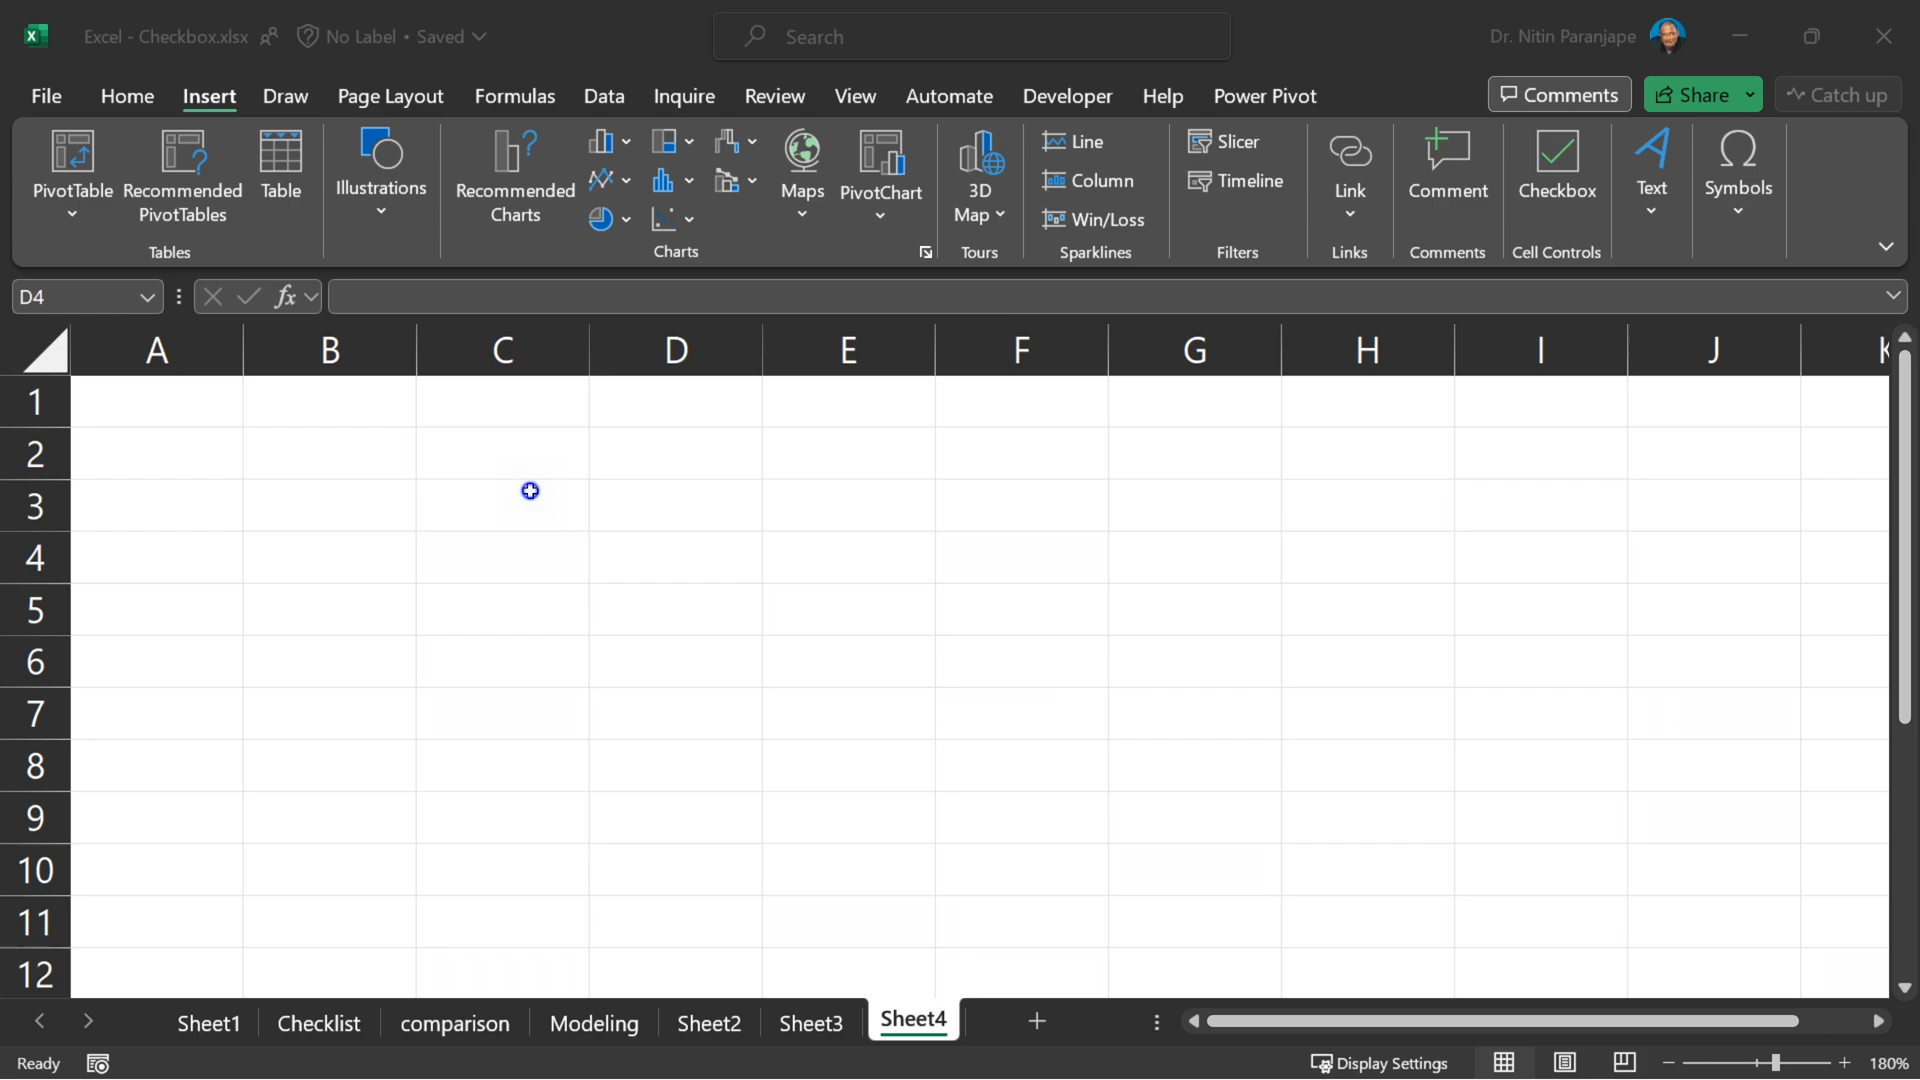 Excel - Checkbox.xlsx No Label • Saved Search Dr. Nitin Paranjape
File Home Insert Draw Page Layout Formulas Data Inquire Review View Automate Developer Help Power Pivot Comments Share Catch up
PivotTable
Recommended
PivotTables
Table
Tables
Illustrations
Recommended
Charts
Maps
PivotChart
Charts
3D
Map
Tours
Line
Column
Win/Loss
Sparklines
Slicer
Timeline
Filters
Link
Links
Comment
Comments
Checkbox
Cell Controls
Text
Symbols
D4 fx
A B C D E F G H I J K
1
2
3
4
5
6
7
8
9
10
11
12
Sheet1 Checklist comparison Modeling Sheet2 Sheet3 Sheet4
Ready Display Settings 180%